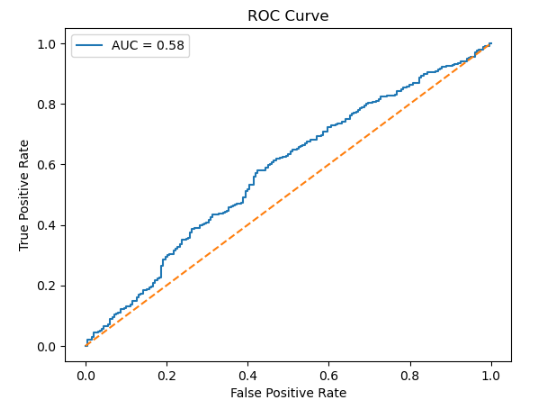 ROC Curve
AUC = 0.58
True Positive Rate
1.0
0.8
0.6
0.4
0.2
0.0
0.0 0.2 0.4 0.6 0.8 1.0
False Positive Rate